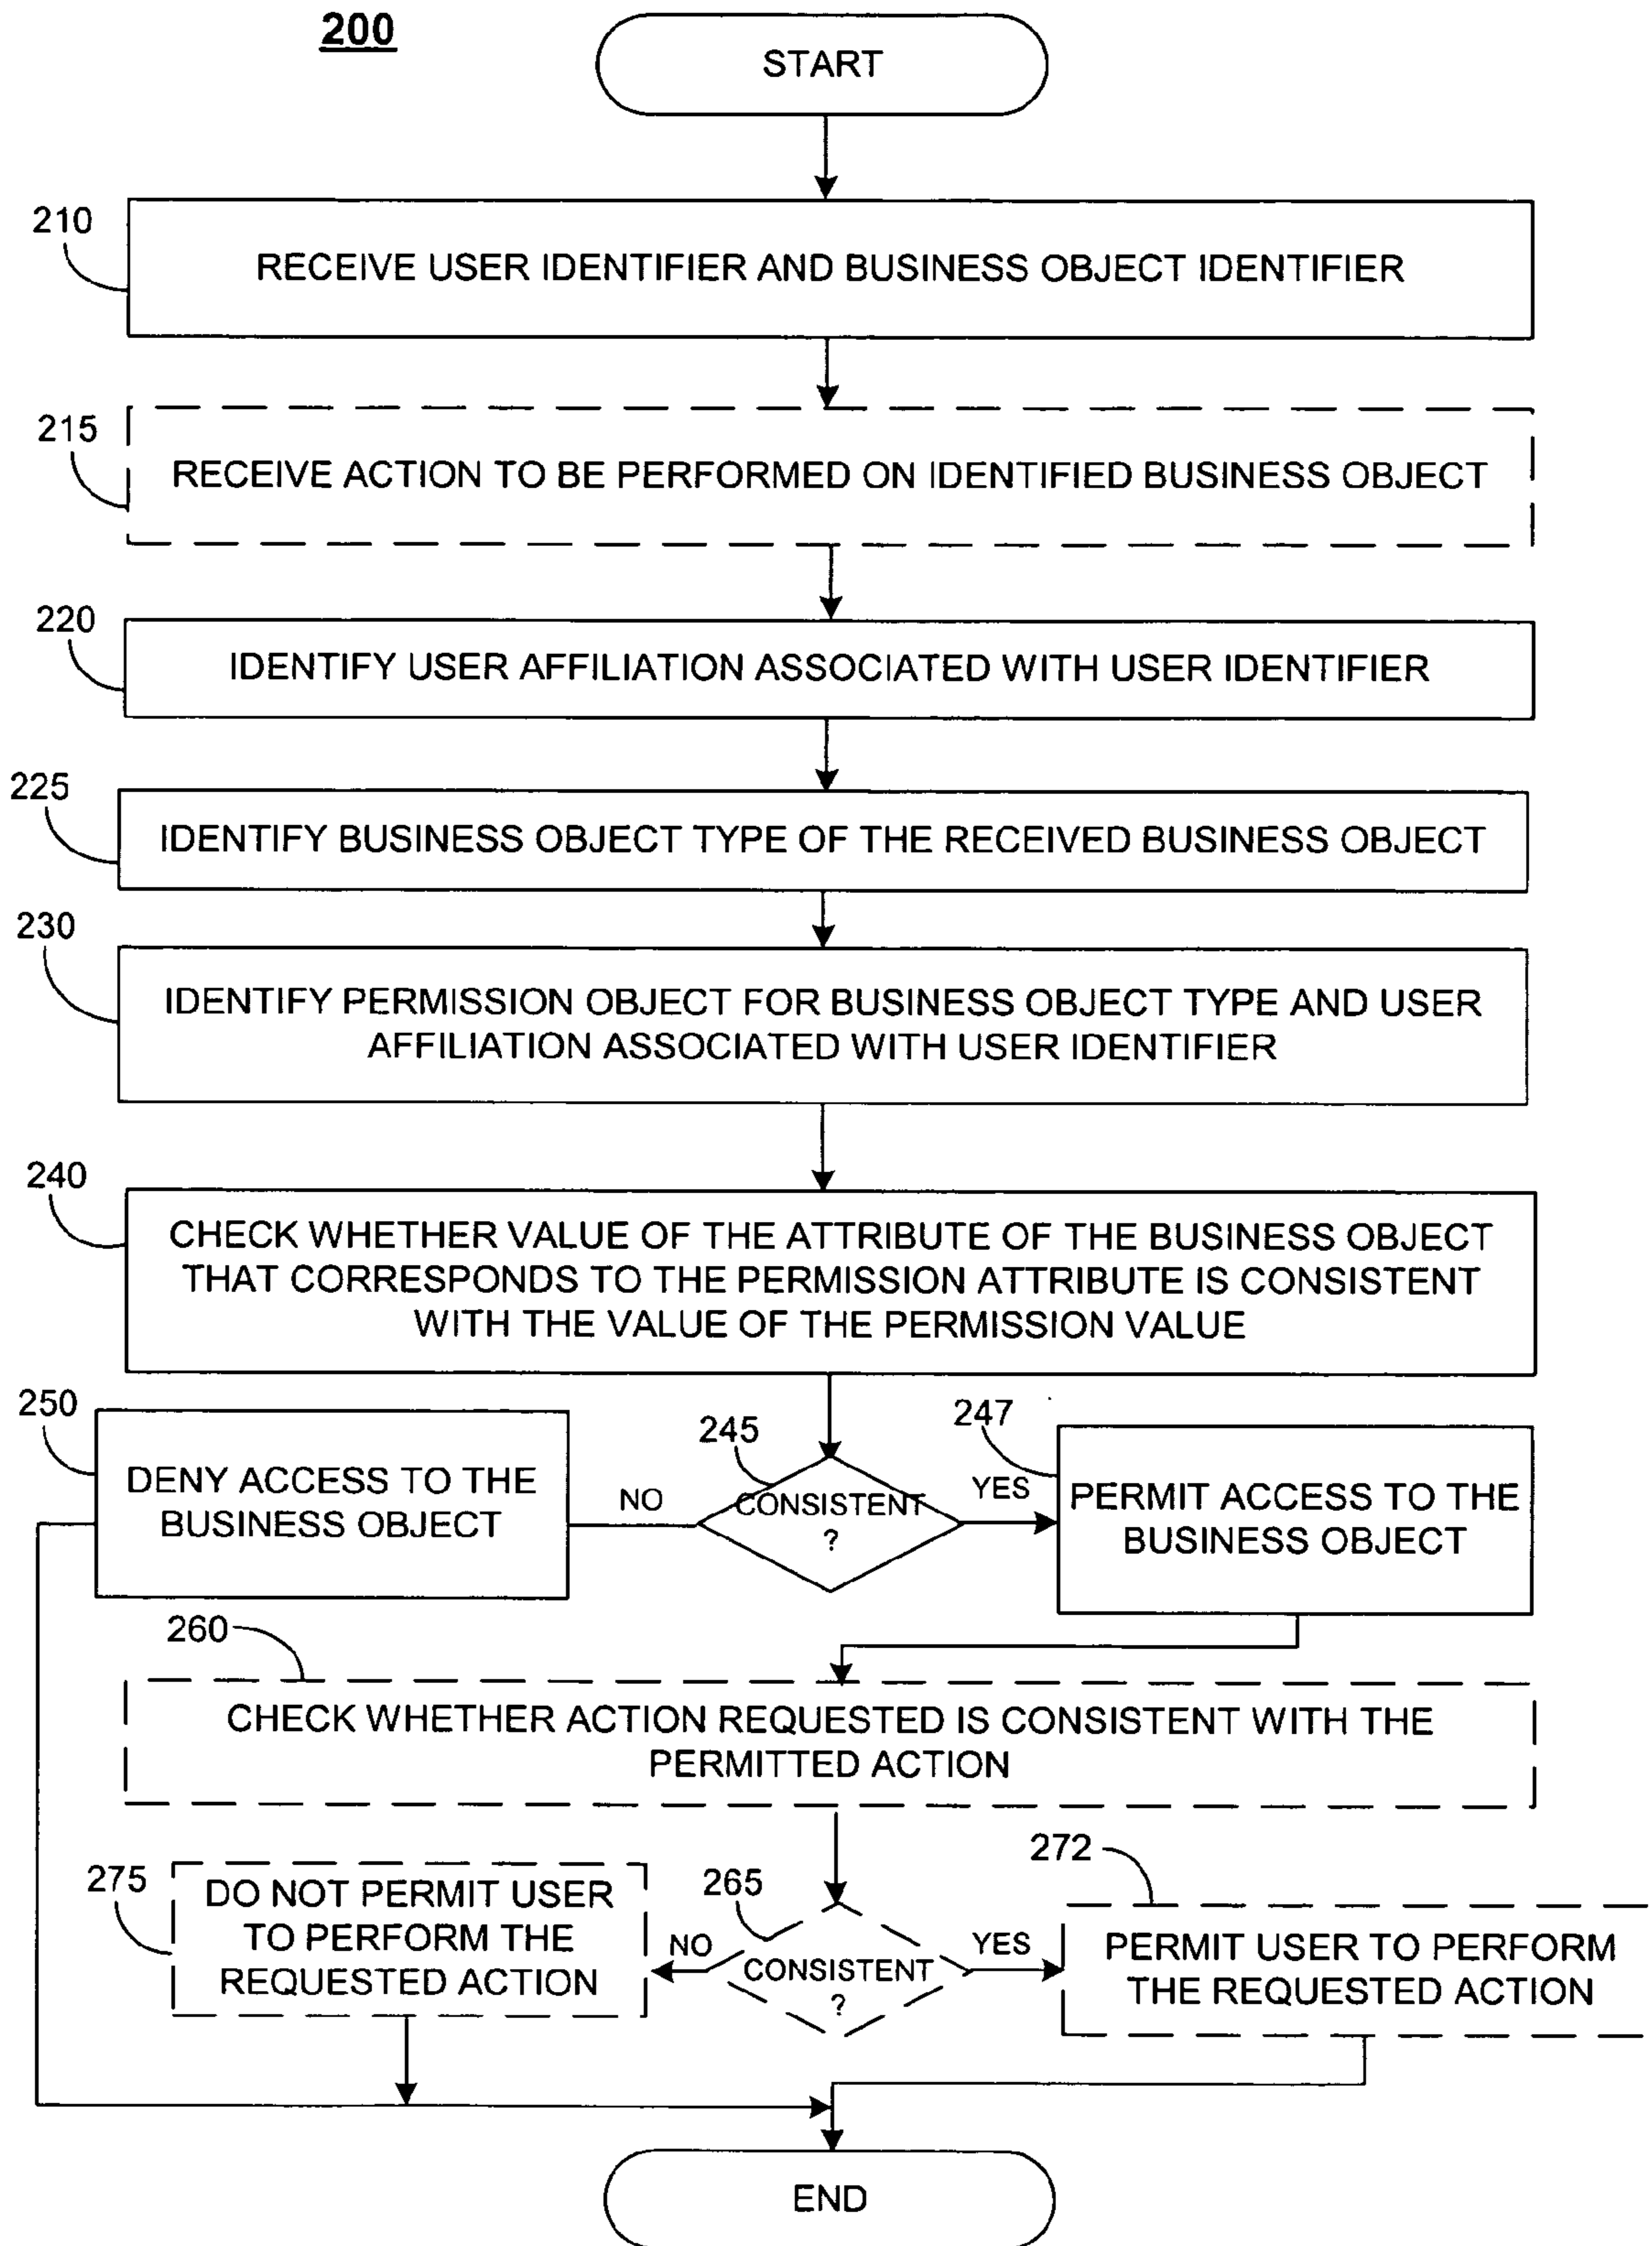 200
START
210
RECEIVE USER IDENTIFIER AND BUSINESS OBJECT IDENTIFIER
215
RECEIVE ACTION TO BE PERFORMED ON IDENTIFIED BUSINESS OBJECT
220
IDENTIFY USER AFFILIATION ASSOCIATED WITH USER IDENTIFIER
225
IDENTIFY BUSINESS OBJECT TYPE OF THE RECEIVED BUSINESS OBJECT
230
IDENTIFY PERMISSION OBJECT FOR BUSINESS OBJECT TYPE AND USER
AFFILIATION ASSOCIATED WITH USER IDENTIFIER
240
CHECK WHETHER VALUE OF THE ATTRIBUTE OF THE BUSINESS OBJECT
THAT CORRESPONDS TO THE PERMISSION ATTRIBUTE IS CONSISTENT
WITH THE VALUE OF THE PERMISSION VALUE
250
DENY ACCESS TO THE
BUSINESS OBJECT
NO
245
CONSISTENT
?
YES
247
PERMIT ACCESS TO THE
BUSINESS OBJECT
260
CHECK WHETHER ACTION REQUESTED IS CONSISTENT WITH THE
PERMITTED ACTION
275
DO NOT PERMIT USER
TO PERFORM THE
REQUESTED ACTION
NO
265
CONSISTENT
?
YES
272
PERMIT USER TO PERFORM
THE REQUESTED ACTION
END